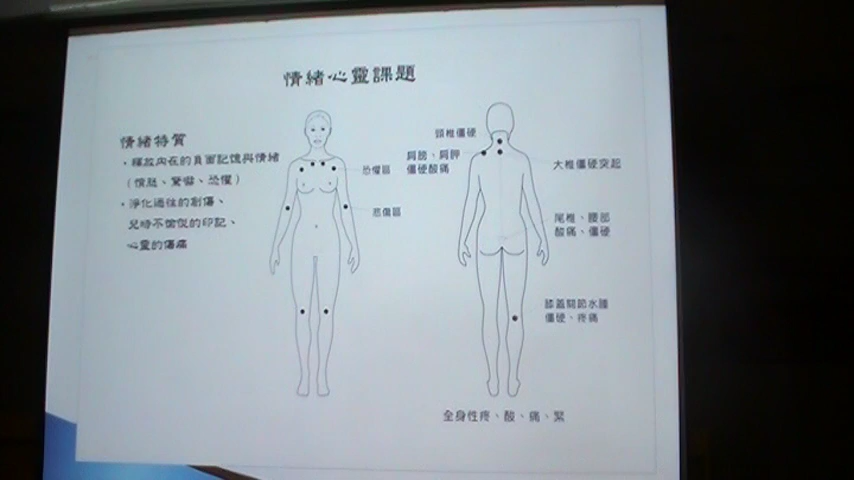 情緒心靈課題
情緒特質
·釋放內在的負面記憶與情緒
（憤怒、驚嚇、恐懼）
·淨化過往的創傷、
兒時不愉悅的印記、
心靈的傷痛
恐懼區
悲傷區
頸椎僵硬
肩膀、肩胛
僵硬酸痛
大椎僵硬突起
尾椎、腰部
酸痛、僵硬
膝蓋關節水腫
僵硬、疼痛
全身性疼、酸、痛、緊